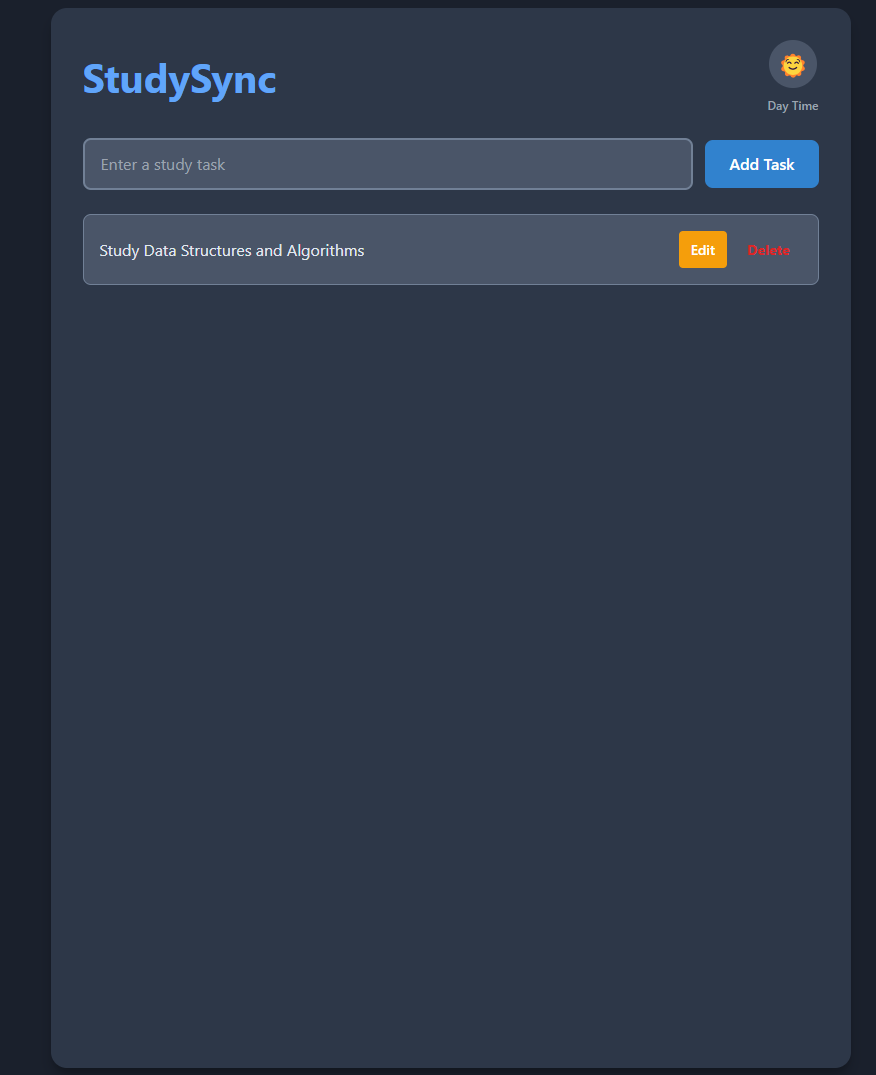 StudySync
Day Time
Enter a study task
Add Task
Study Data Structures and Algorithms
Edit
Delete